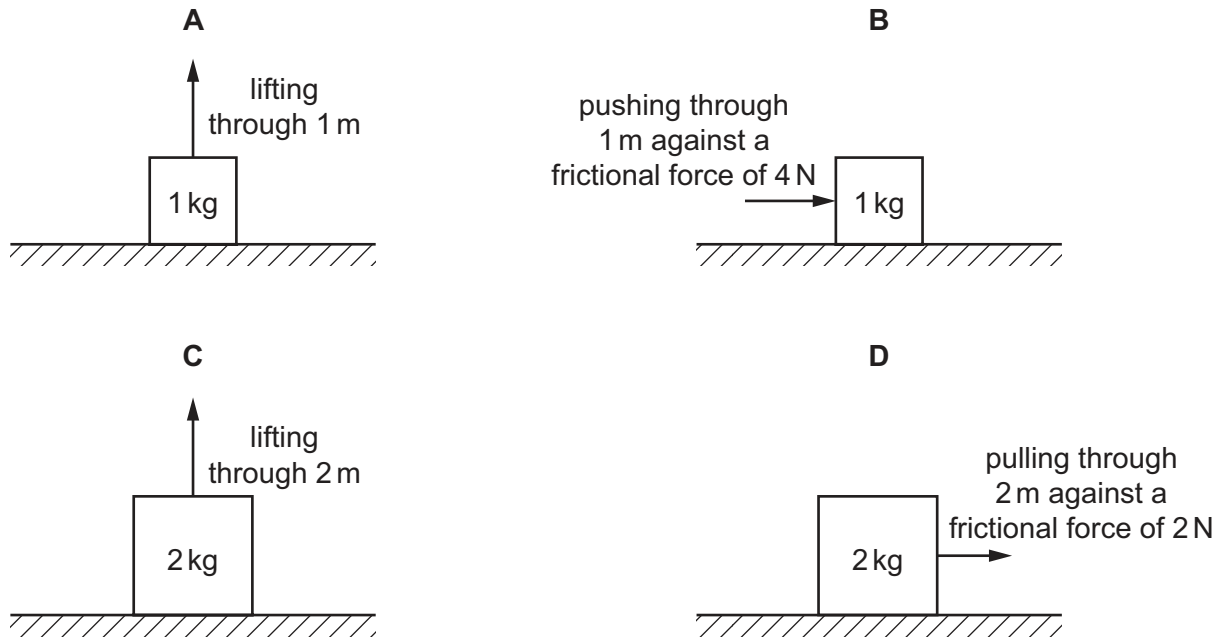 A
lifting
through 1 m
1 kg
B
pushing through
1 m against a
frictional force of 4 N
1 kg
C
lifting
through 2 m
2 kg
D
pulling through
2 m against a
frictional force of 2 N
2 kg